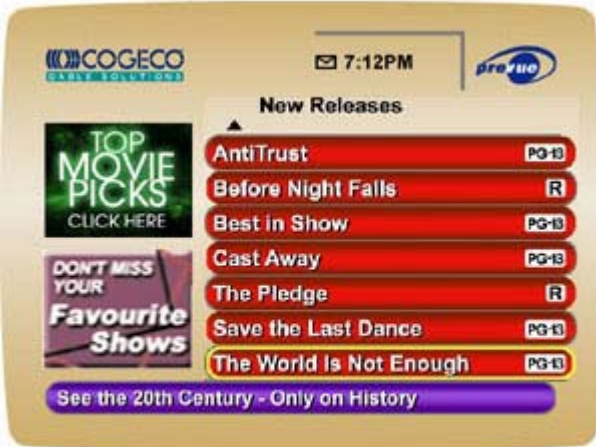 COGECO
CABLE SOLUTIONS
7:12PM
prevue
New Releases
TOP
MOVIE
PICKS
CLICK HERE
DON'T MISS
YOUR
Favourite
Shows
AntiTrust PG-13
Before Night Falls R
Best in Show PG-13
Cast Away PG-13
The Pledge R
Save the Last Dance PG-13
The World Is Not Enough PG-13
See the 20th Century - Only on History